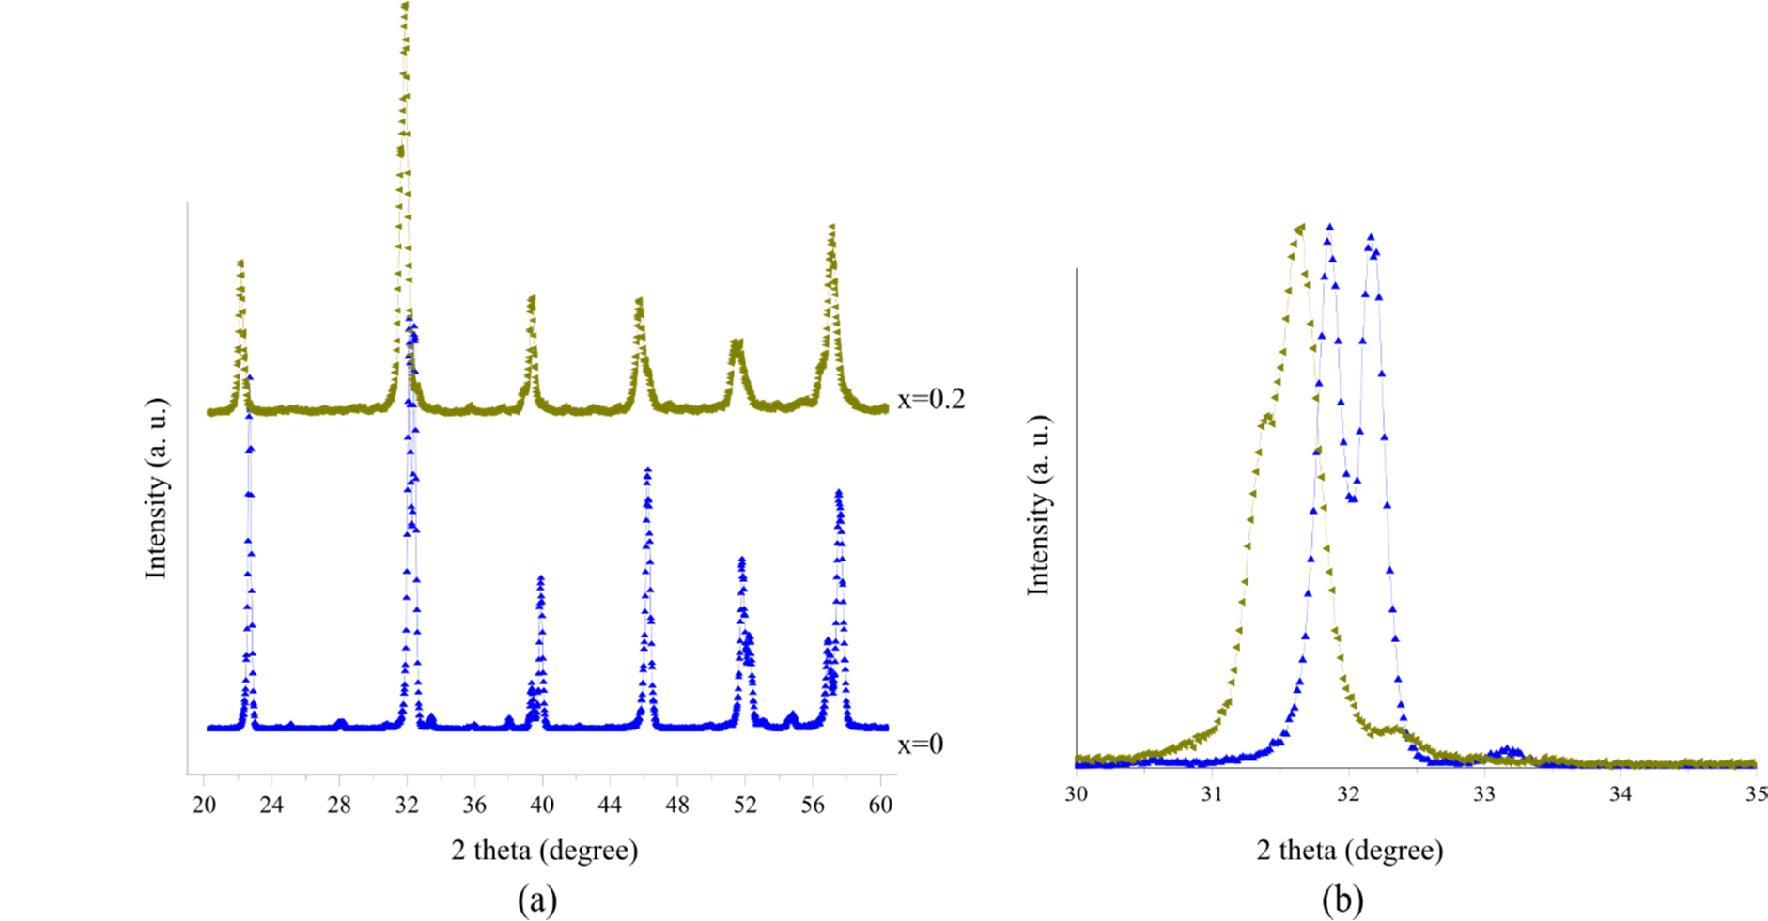 Intensity (a. u.)
x=0.2
x=0
20 24 28 32 36 40 44 48 52 56 60
2 theta (degree)
(a)
Intensity (a. u.)
30 31 32 33 34 35
2 theta (degree)
(b)